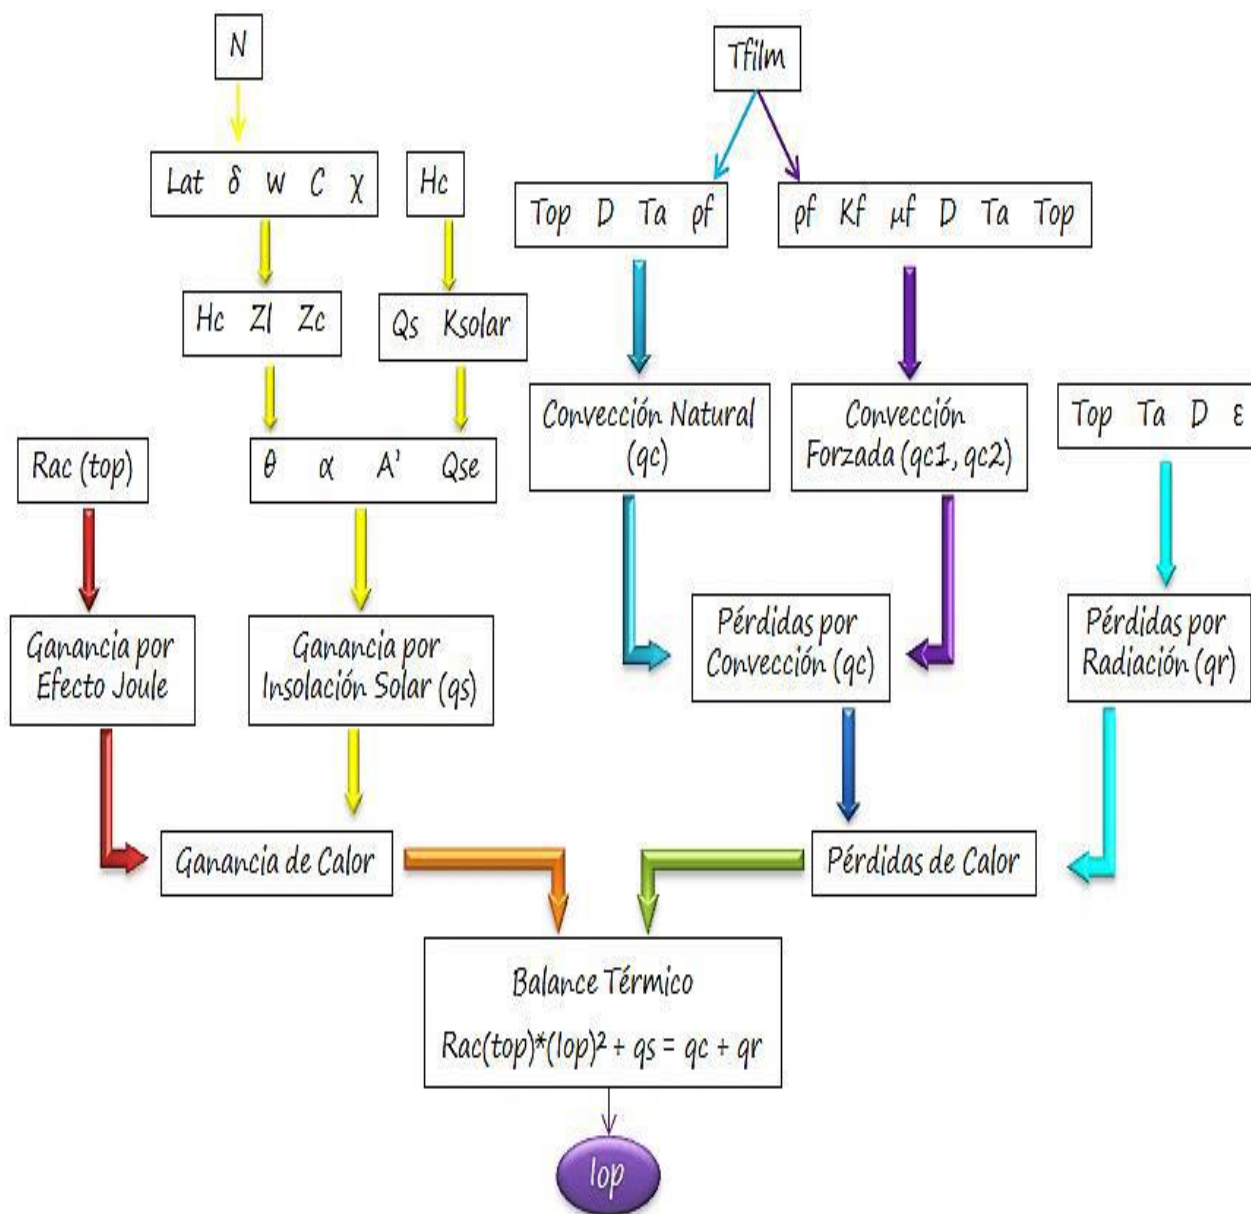 N
Tfilm
Lat δ w C χ
Hc
Top D Ta ρf
ρf Kf μf D Ta Top
Hc Zl Zc
Qs Ksolar
Convección Natural
(qc)
Convección
Forzada (qc1, qc2)
Top Ta D ε
Rac (top)
θ α A' Qse
Ganancia por
Efecto Joule
Ganancia por
Insolación Solar (qs)
Pérdidas por
Convección (qc)
Pérdidas por
Radiación (qr)
Ganancia de Calor
Pérdidas de Calor
Balance Térmico
Rac(top)*(Iop)² + qs = qc + qr
Iop